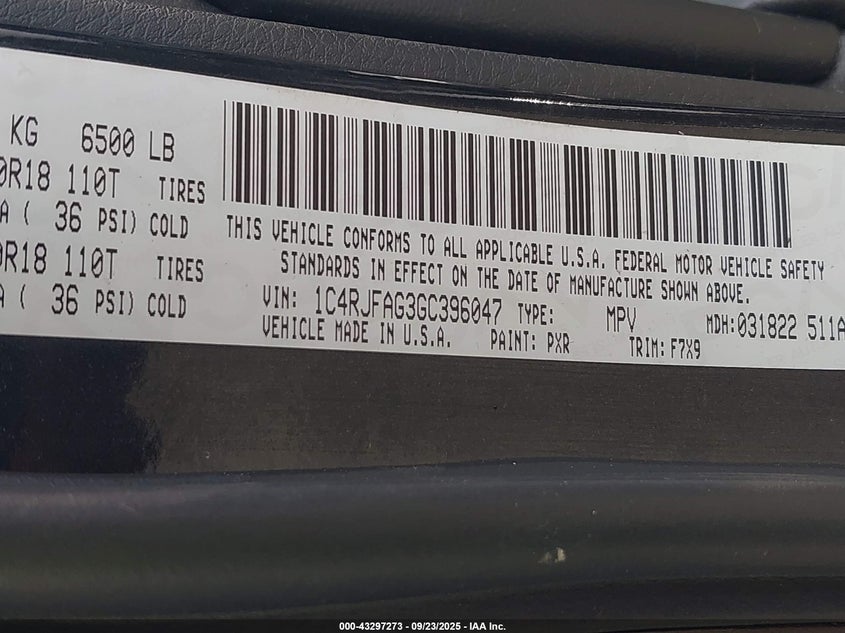 KG 6500 LB
0R18 110T TIRES
A ( 36 PSI) COLD
0R18 110T TIRES
A ( 36 PSI) COLD
THIS VEHICLE CONFORMS TO ALL APPLICABLE U.S.A. FEDERAL MOTOR VEHICLE SAFETY
STANDARDS IN EFFECT ON THE DATE OF MANUFACTURE SHOWN ABOVE.
VIN: 1C4RJFAG3GC396047 TYPE: MPV MDH: 031822 511A
VEHICLE MADE IN U.S.A. PAINT: PXR TRIM: F7X9
000-43297273 - 09/23/2025 - IAA Inc.